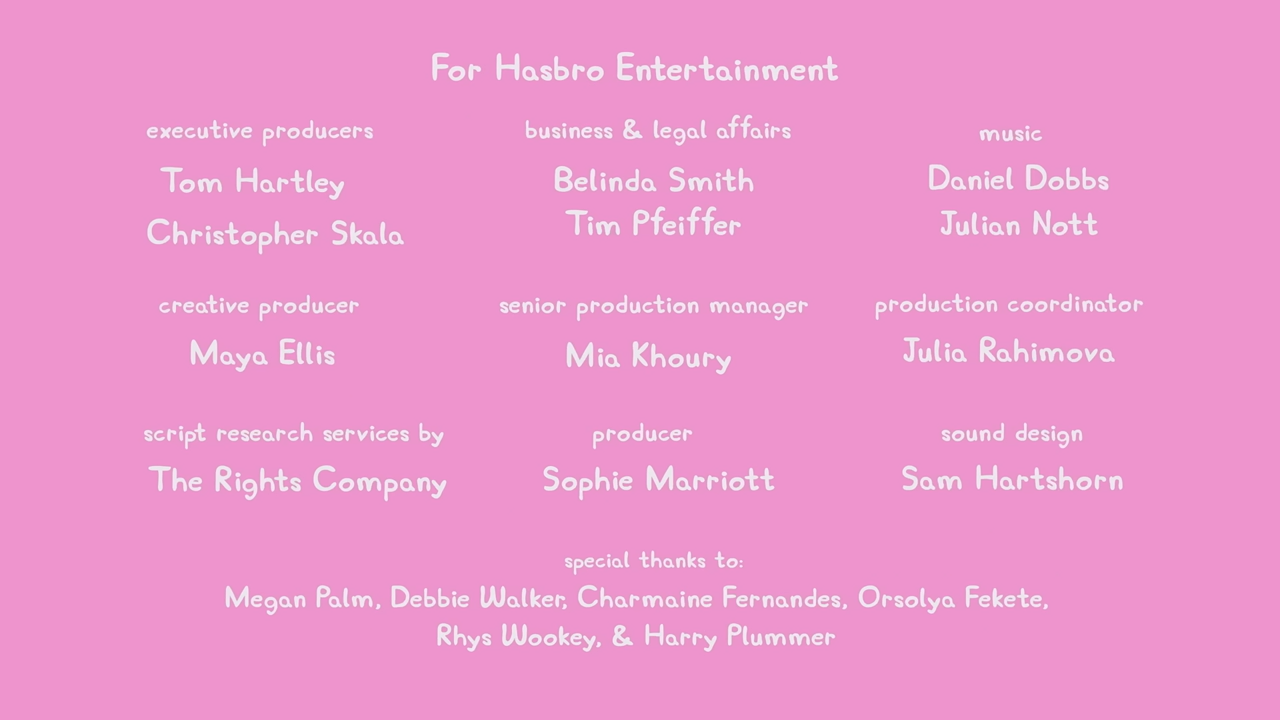 For Hasbro Entertainment
executive producers
Tom Hartley
Christopher Skala
business & legal affairs
Belinda Smith
Tim Pfeiffer
music
Daniel Dobbs
Julian Nott
creative producer
Maya Ellis
senior production manager
Mia Khoury
production coordinator
Julia Rahimova
script research services by
The Rights Company
producer
Sophie Marriott
sound design
Sam Hartshorn
special thanks to:
Megan Palm, Debbie Walker, Charmaine Fernandes, Orsolya Fekete,
Rhys Wookey, & Harry Plummer